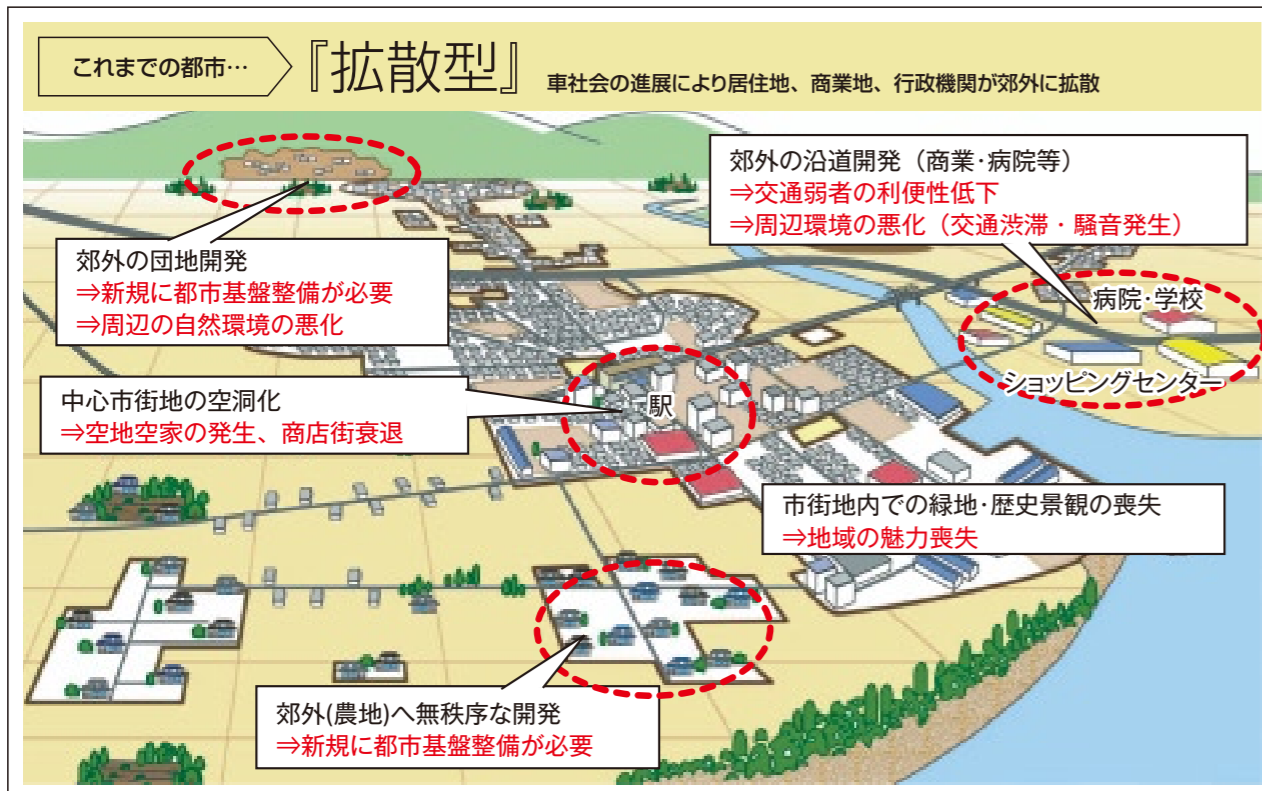 これまでの都市…
『拡散型』
車社会の進展により居住地、商業地、行政機関が郊外に拡散
郊外の沿道開発（商業・病院等）
⇒交通弱者の利便性低下
⇒周辺環境の悪化（交通渋滞・騒音発生）
郊外の団地開発
⇒新規に都市基盤整備が必要
⇒周辺の自然環境の悪化
病院・学校
ショッピングセンター
中心市街地の空洞化
⇒空地空家の発生、商店街衰退
駅
市街地内での緑地・歴史景観の喪失
⇒地域の魅力喪失
郊外(農地)へ無秩序な開発
⇒新規に都市基盤整備が必要